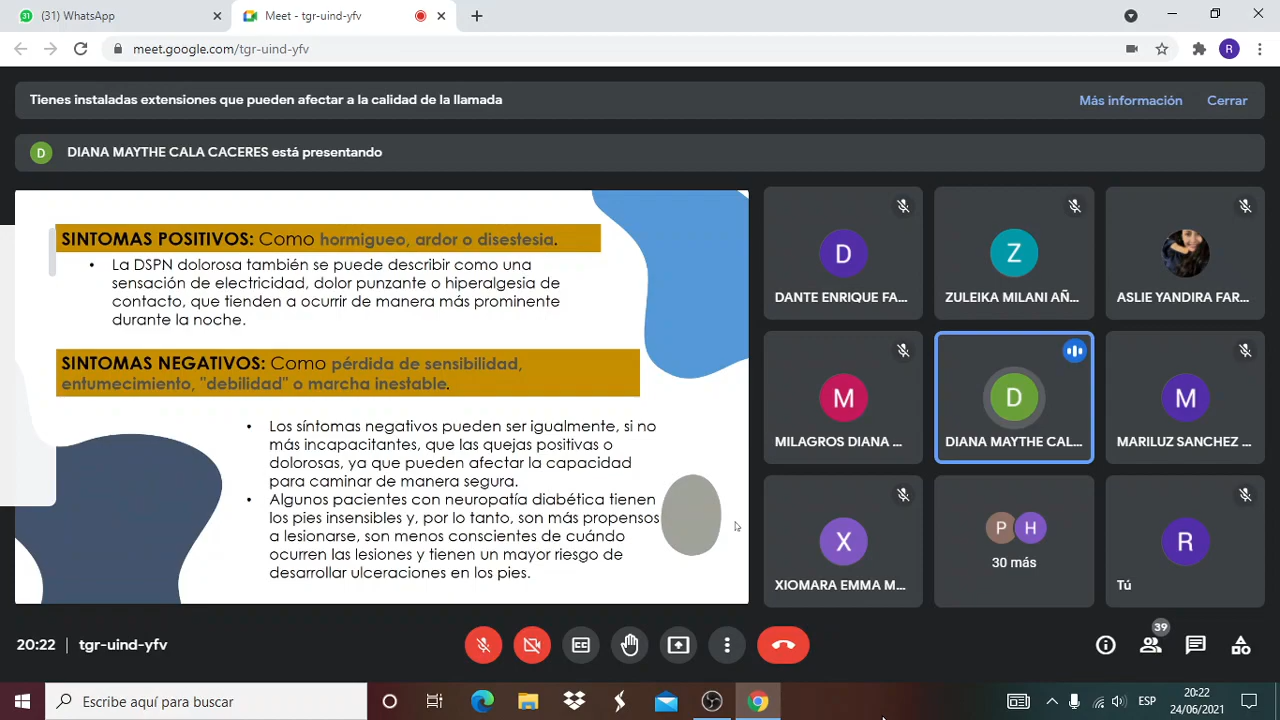 (31) WhatsApp
Meet - tgr-uind-yfv
meet.google.com/tgr-uind-yfv
R
Tienes instaladas extensiones que pueden afectar a la calidad de la llamada
Más información
Cerrar
D
DIANA MAYTHE CALA CACERES está presentando
SINTOMAS POSITIVOS: Como hormigueo, ardor o disestesia.
• La DSPN dolorosa también se puede describir como una
sensación de electricidad, dolor punzante o hiperalgesia de
contacto, que tienden a ocurrir de manera más prominente
durante la noche.
SINTOMAS NEGATIVOS: Como pérdida de sensibilidad,
entumecimiento, "debilidad" o marcha inestable.
• Los síntomas negativos pueden ser igualmente, si no
más incapacitantes, que las quejas positivas o
dolorosas, ya que pueden afectar la capacidad
para caminar de manera segura.
• Algunos pacientes con neuropatía diabética tienen
los pies insensibles y, por lo tanto, son más propensos
a lesionarse, son menos conscientes de cuándo
ocurren las lesiones y tienen un mayor riesgo de
desarrollar ulceraciones en los pies.
D
DANTE ENRIQUE FA...
Z
ZULEIKA MILANI AÑ...
ASLIE YANDIRA FAR...
M
MILAGROS DIANA ...
D
DIANA MAYTHE CAL...
M
MARILUZ SANCHEZ ...
X
XIOMARA EMMA M...
P H
30 más
R
Tú
20:22 | tgr-uind-yfv
39
Escribe aquí para buscar
ESP
20:22
24/06/2021